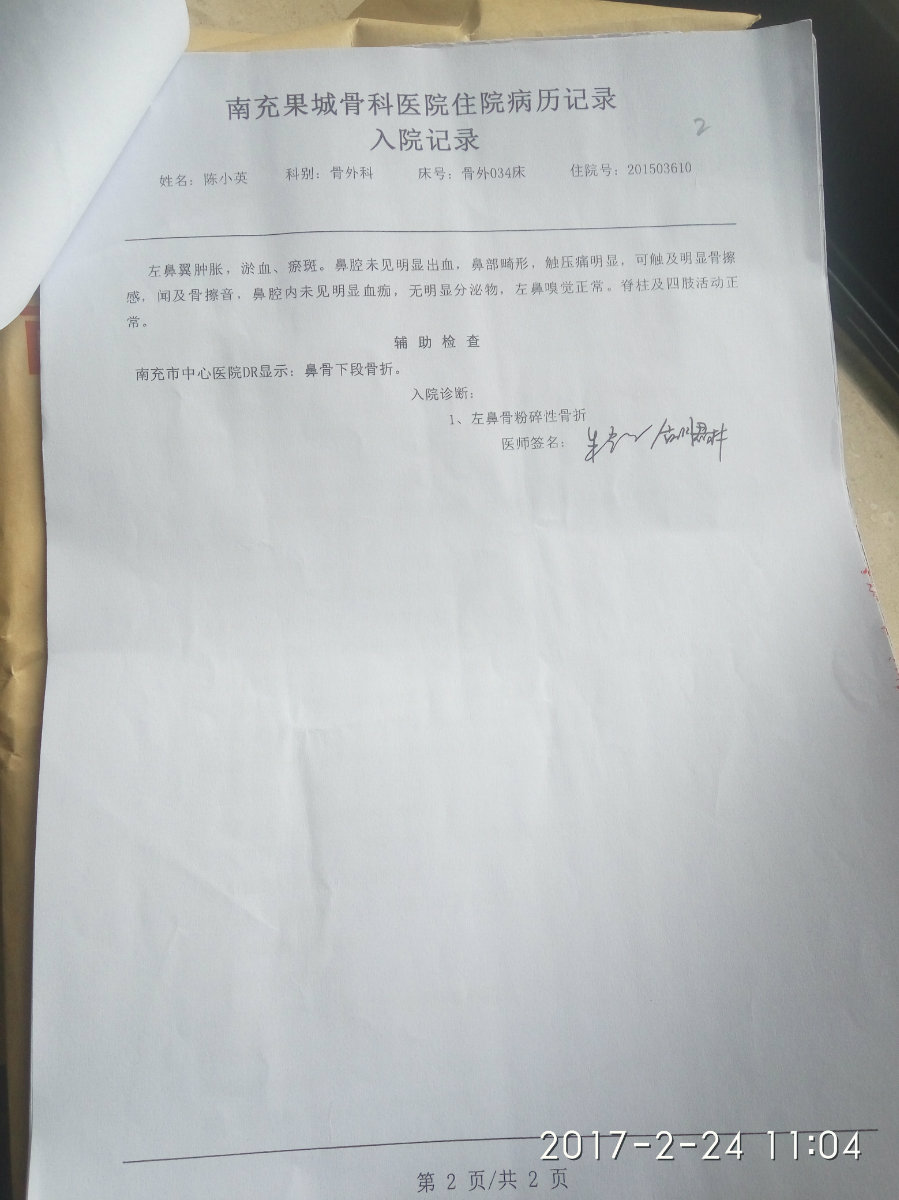 南充果城骨科医院住院病历记录
入院记录
2
姓名：陈小英 科别：骨外科 床号：骨外034床 住院号：201503610
左鼻翼肿胀，淤血、瘀斑。鼻腔未见明显出血，鼻部畸形，触压痛明显，可触及明显骨擦
感，闻及骨擦音，鼻腔内未见明显血痂，无明显分泌物，左鼻嗅觉正常。脊柱及四肢活动正
常。
辅助检查
南充市中心医院DR显示：鼻骨下段骨折。
入院诊断：
1、左鼻骨粉碎性骨折
医师签名：
第 2 页/共 2 页
2017-2-24 11:04